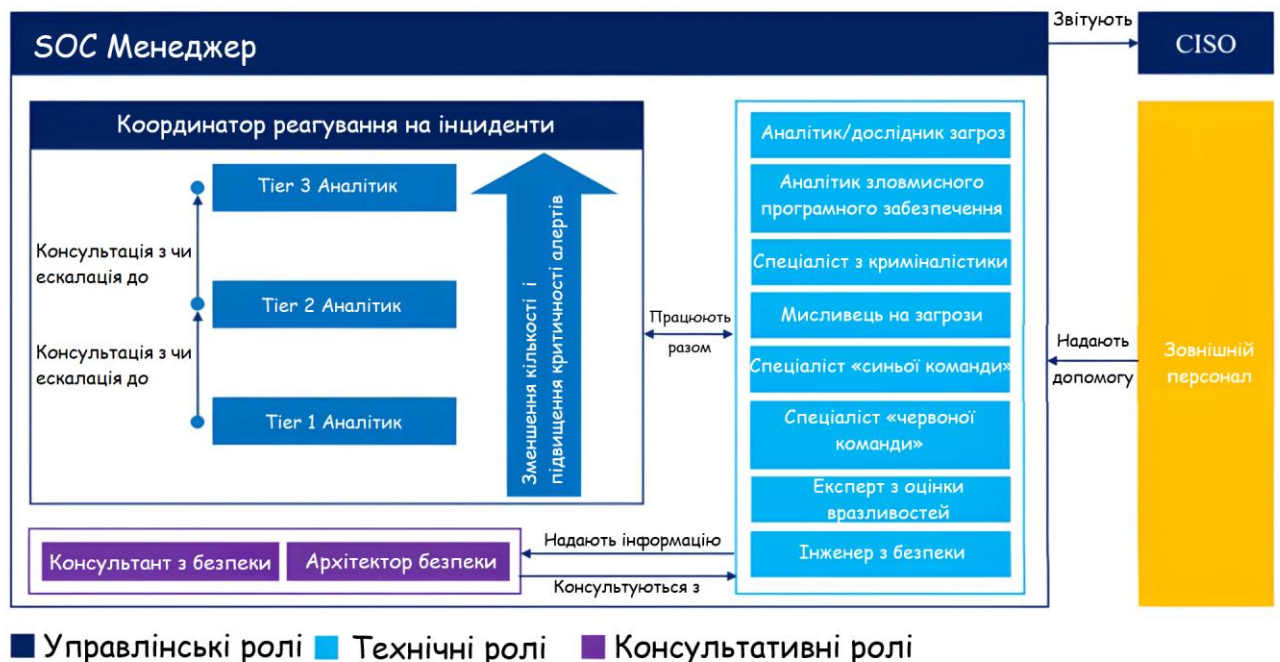 SOC Менеджер
Звітують
CISO
Координатор реагування на інциденти
Tier 3 Аналітик
Консультація з чи
ескалація до
Tier 2 Аналітик
Консультація з чи
ескалація до
Tier 1 Аналітик
Зменшення кількості і
підвищення критичності алертів
Працюють
разом
Аналітик/дослідник загроз
Аналітик зловмисного
програмного забезпечення
Спеціаліст з криміналістики
Мисливець на загрози
Спеціаліст «синьої команди»
Спеціаліст «червоної
команди»
Експерт з оцінки
вразливостей
Інженер з безпеки
Надають
допомогу
Зовнішній
персонал
Консультант з безпеки
Архітектор безпеки
Надають інформацію
Консультуються з
Управлінські ролі
Технічні ролі
Консультативні ролі